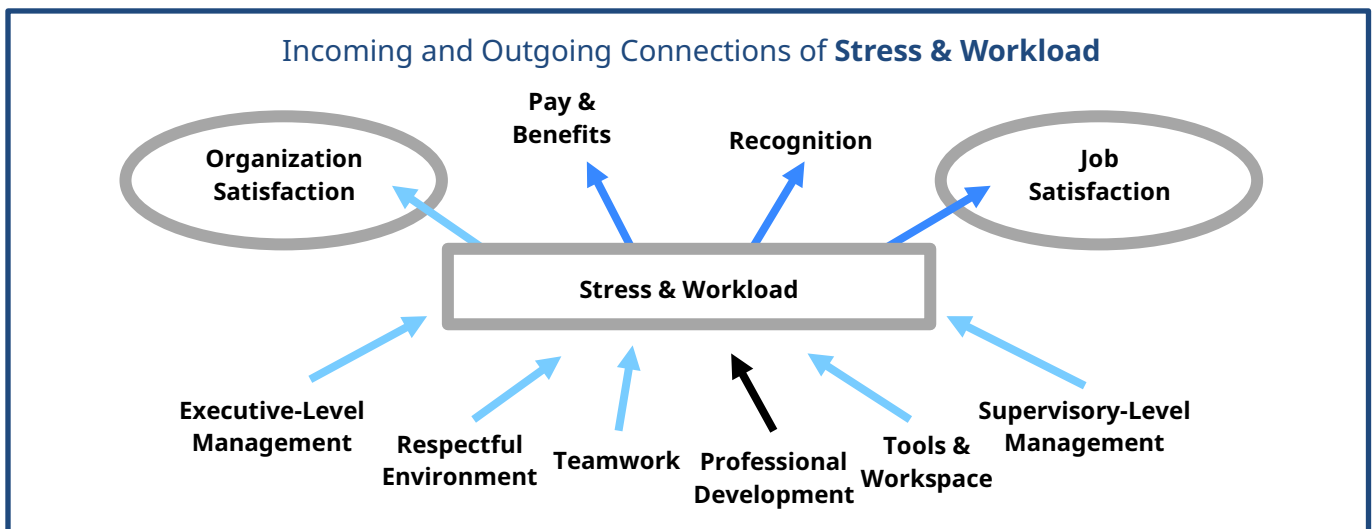 Incoming and Outgoing Connections of Stress & Workload
Pay &
Benefits
Recognition
Organization
Satisfaction
Job
Satisfaction
Stress & Workload
Executive-Level
Management
Respectful
Environment
Teamwork
Professional
Development
Tools &
Workspace
Supervisory-Level
Management